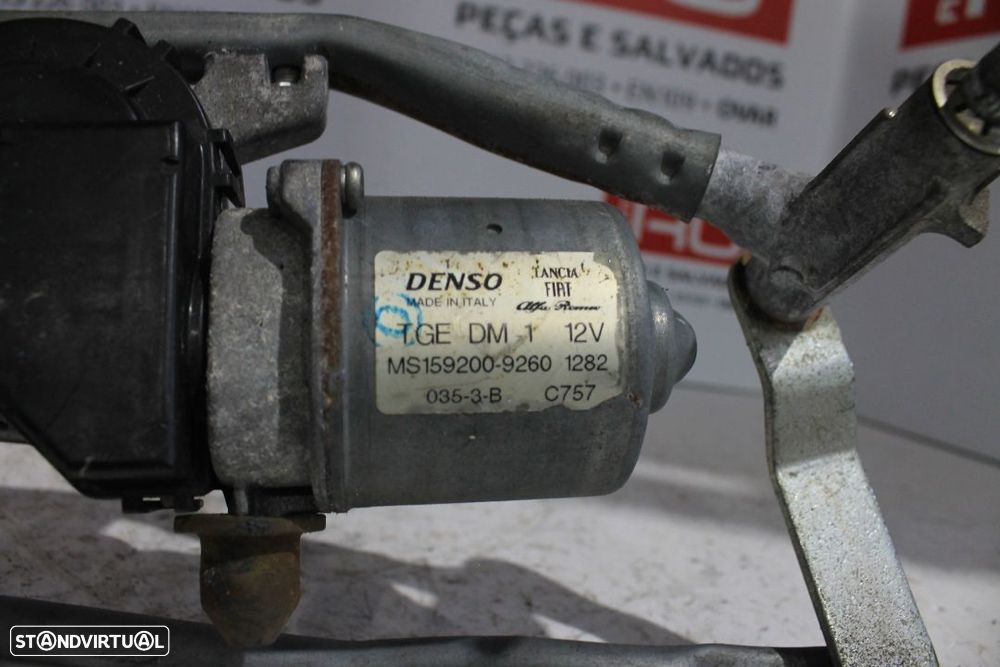 PEÇAS E SALVADOS
DENSO
MADE IN ITALY
LANCIA
FIAT
Alfa Romeo
TGE DM-1 12V
MS159200-9260 1282
035-3-B C757
STANDVIRTUAL